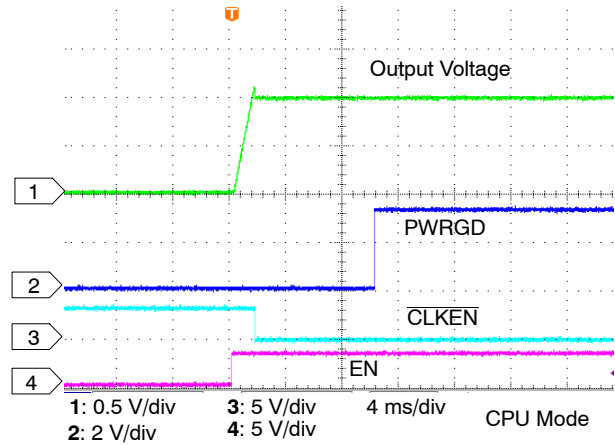 T
Output Voltage
1
PWRGD
2
CLKEN
3
EN
4
1: 0.5 V/div 3: 5 V/div 4 ms/div
2: 2 V/div 4: 5 V/div CPU Mode